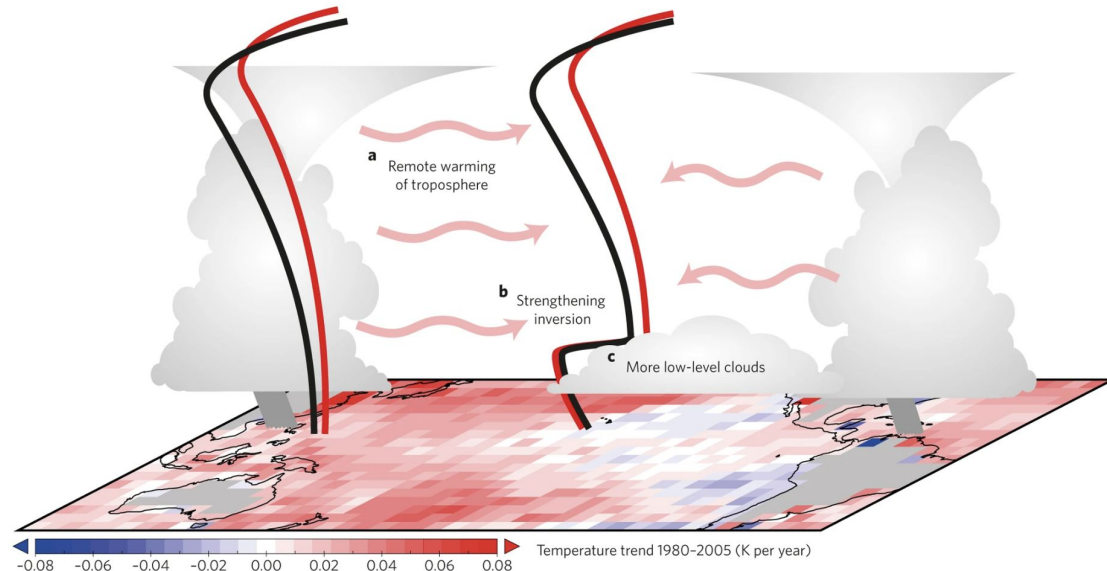 a Remote warming
of troposphere
b Strengthening
inversion
c More low-level clouds
-0.08 -0.06 -0.04 -0.02 0.00 0.02 0.04 0.06 0.08
Temperature trend 1980–2005 (K per year)